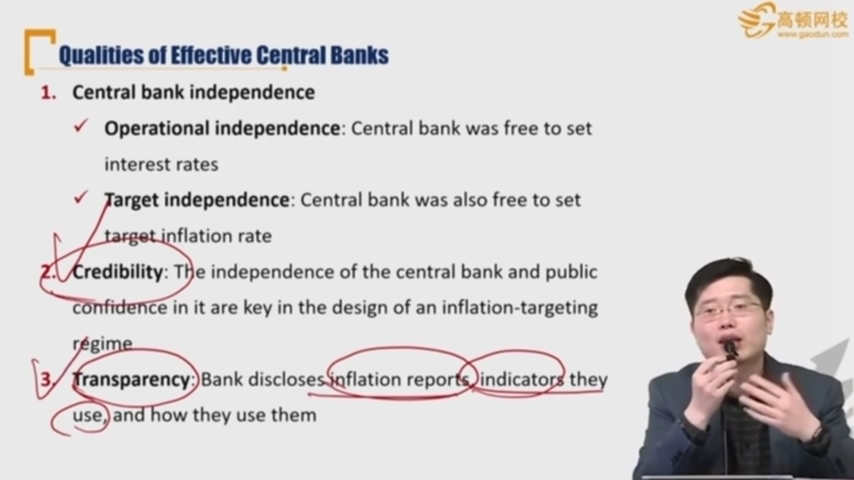 高顿网校
www.gaodun.com
Qualities of Effective Central Banks
1. Central bank independence
✓ Operational independence: Central bank was free to set
interest rates
✓ Target independence: Central bank was also free to set
target inflation rate
2. Credibility: The independence of the central bank and public
confidence in it are key in the design of an inflation-targeting
regime
3. Transparency: Bank discloses inflation reports, indicators they
use, and how they use them